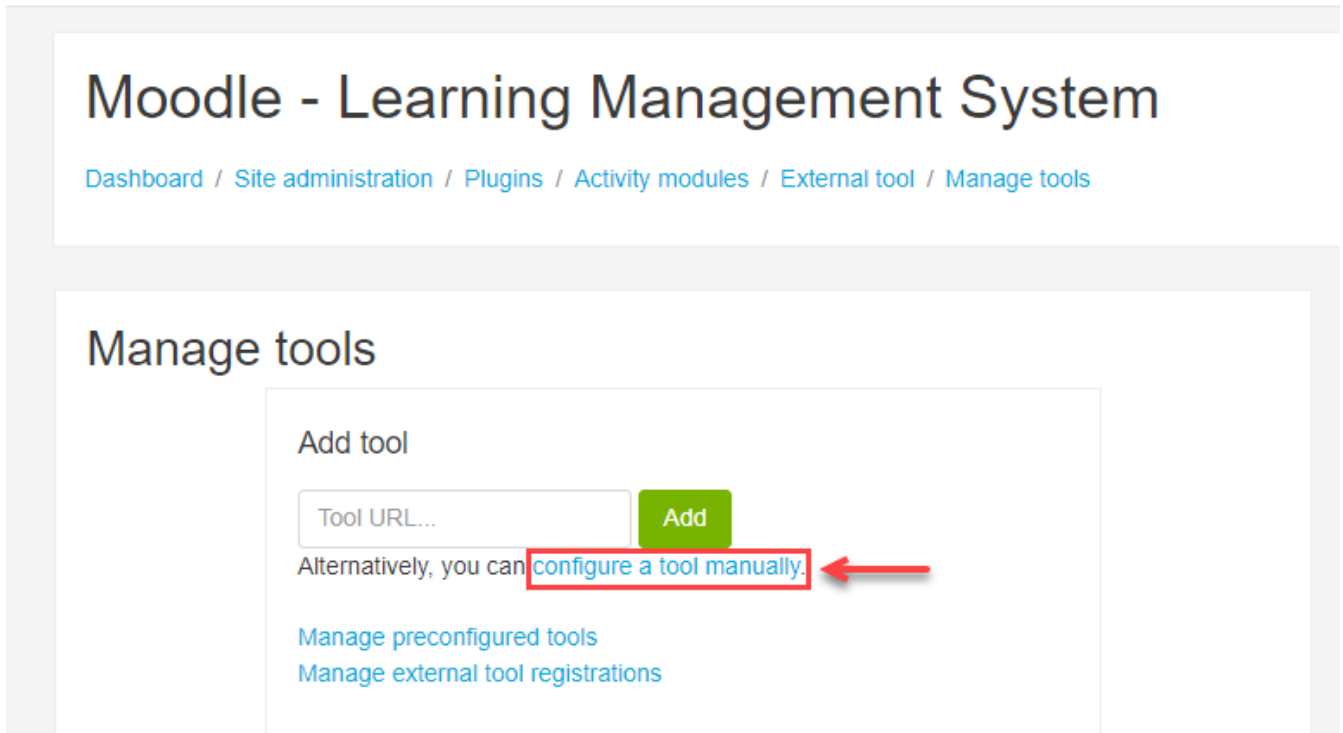 Moodle - Learning Management System
Dashboard / Site administration / Plugins / Activity modules / External tool / Manage tools
Manage tools
Add tool
Tool URL... Add
Alternatively, you can configure a tool manually.
Manage preconfigured tools
Manage external tool registrations